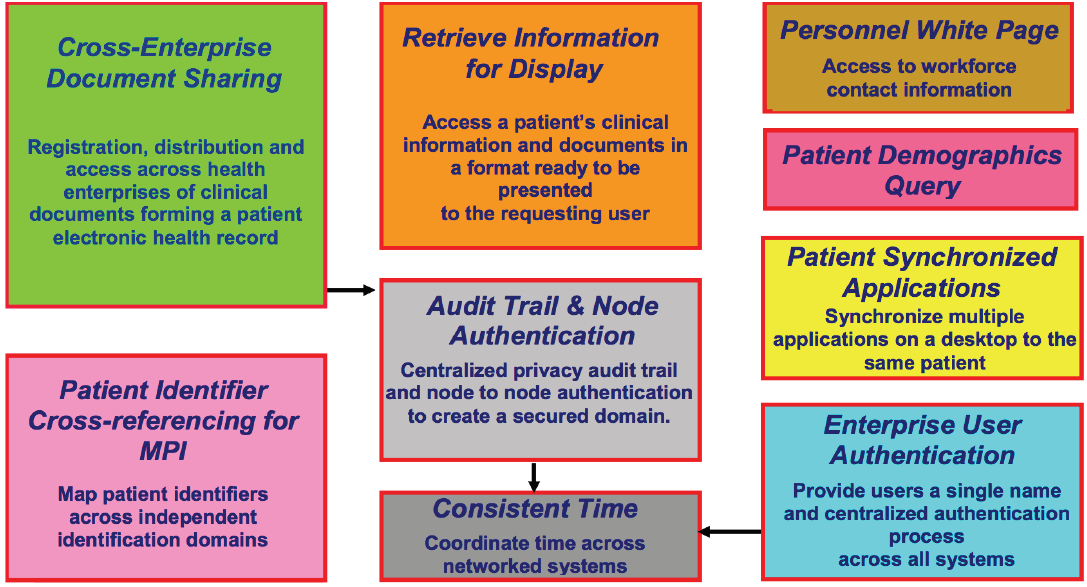 Cross-Enterprise
Document Sharing
Registration, distribution and
access across health
enterprises of clinical
documents forming a patient
electronic health record
Patient Identifier
Cross-referencing for
MPI
Map patient identifiers
across independent
identification domains
Retrieve Information
for Display
Access a patient’s clinical
information and documents in
a format ready to be
presented
to the requesting user
Audit Trail & Node
Authentication
Centralized privacy audit trail
and node to node authentication
to create a secured domain.
Consistent Time
Coordinate time across
networked systems
Personnel White Page
Access to workforce
contact information
Patient Demographics
Query
Patient Synchronized
Applications
Synchronize multiple
applications on a desktop to the
same patient
Enterprise User
Authentication
Provide users a single name
and centralized authentication
process
across all systems